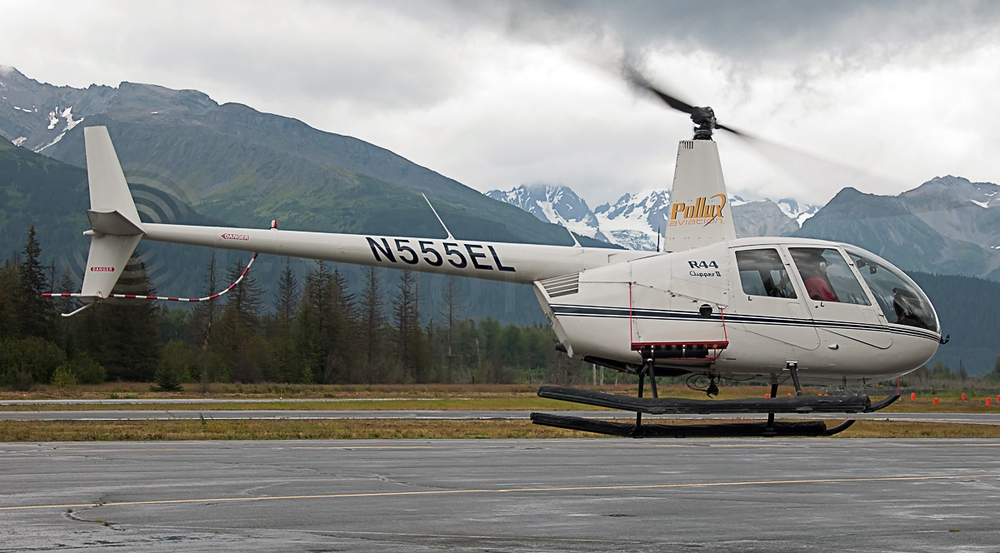 Pollux
aviation
DANGER
N555EL
R44
Clipper II
DANGER